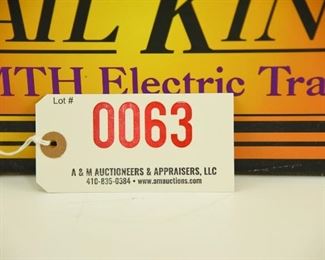 AIL KIN
MTH Electric Tra
Lot #
0063
A & M AUCTIONEERS & APPRAISERS, LLC
410-835-0384 • www.amauctions.com